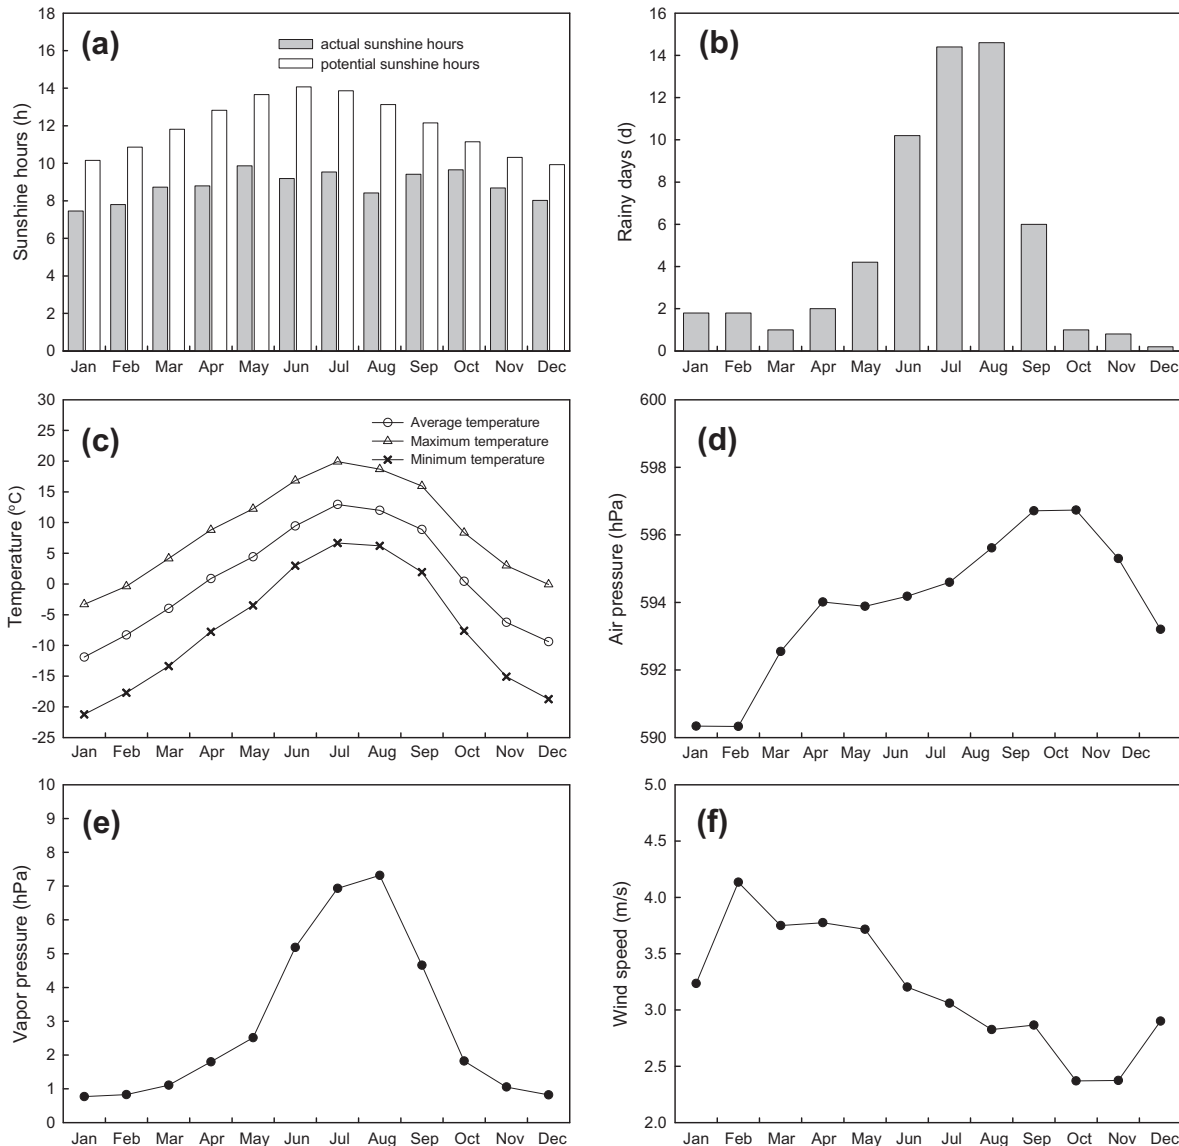 (a)
actual sunshine hours
potential sunshine hours
Sunshine hours (h)
18
16
14
12
10
8
6
4
2
0
Jan Feb Mar Apr May Jun Jul Aug Sep Oct Nov Dec
(b)
Rainy days (d)
16
14
12
10
8
6
4
2
0
Jan Feb Mar Apr May Jun Jul Aug Sep Oct Nov Dec
(c)
Average temperature
Maximum temperature
Minimum temperature
Temperature (°C)
30
25
20
15
10
5
0
-5
-10
-15
-20
-25
Jan Feb Mar Apr May Jun Jul Aug Sep Oct Nov Dec
(d)
Air pressure (hPa)
600
598
596
594
592
590
Jan Feb Mar Apr May Jun Jul Aug Sep Oct Nov Dec
(e)
Vapor pressure (hPa)
10
9
8
7
6
5
4
3
2
1
0
Jan Feb Mar Apr May Jun Jul Aug Sep Oct Nov Dec
(f)
Wind speed (m/s)
5.0
4.5
4.0
3.5
3.0
2.5
2.0
Jan Feb Mar Apr May Jun Jul Aug Sep Oct Nov Dec